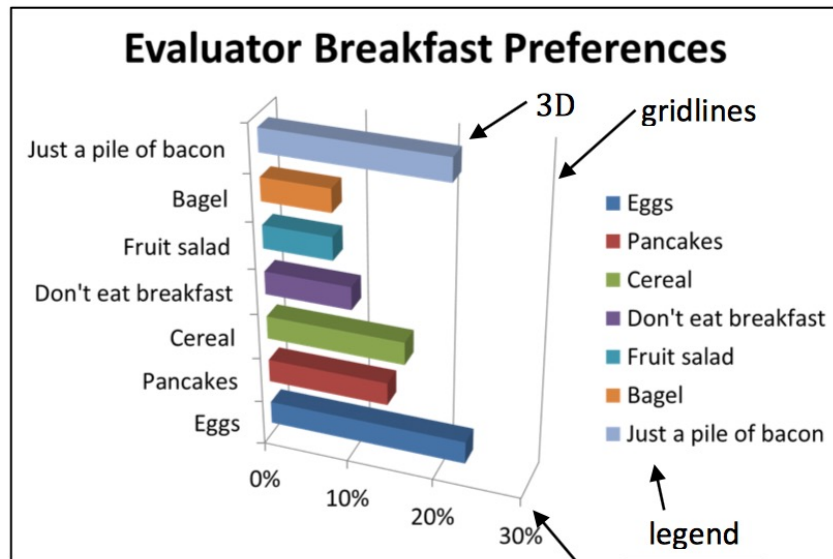 Evaluator Breakfast Preferences
3D
gridlines
Just a pile of bacon
Bagel
Fruit salad
Don't eat breakfast
Cereal
Pancakes
Eggs
0%
10%
20%
30%
Eggs
Pancakes
Cereal
Don't eat breakfast
Fruit salad
Bagel
Just a pile of bacon
legend